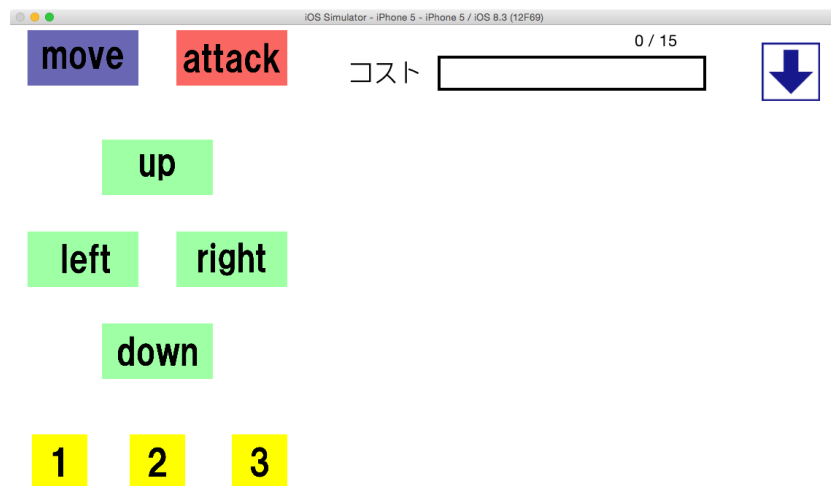 iOS Simulator - iPhone 5 - iPhone 5 / iOS 8.3 (12F69)
move attack
0 / 15
コスト
up
left right
down
1 2 3